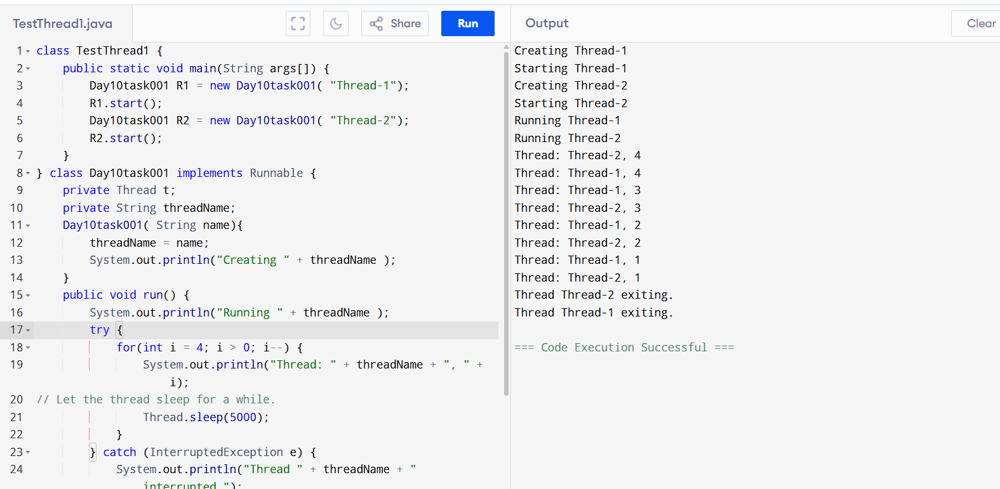 TestThread1.java
Share
Run
Output
Clear
1 class TestThread1 {
2 public static void main(String args[]) {
3 Day10task001 R1 = new Day10task001( "Thread-1");
4 R1.start();
5 Day10task001 R2 = new Day10task001( "Thread-2");
6 R2.start();
7 }
8 } class Day10task001 implements Runnable {
9 private Thread t;
10 private String threadName;
11 Day10task001( String name){
12 threadName = name;
13 System.out.println("Creating " + threadName );
14 }
15 public void run() {
16 System.out.println("Running " + threadName );
17 try {
18 for(int i = 4; i > 0; i--) {
19 System.out.println("Thread: " + threadName + ", " +
i);
20 // Let the thread sleep for a while.
21 Thread.sleep(5000);
22 }
23 } catch (InterruptedException e) {
24 System.out.println("Thread " + threadName + "
interrupted.");
Creating Thread-1
Starting Thread-1
Creating Thread-2
Starting Thread-2
Running Thread-1
Running Thread-2
Thread: Thread-2, 4
Thread: Thread-1, 4
Thread: Thread-1, 3
Thread: Thread-2, 3
Thread: Thread-1, 2
Thread: Thread-2, 2
Thread: Thread-1, 1
Thread: Thread-2, 1
Thread Thread-2 exiting.
Thread Thread-1 exiting.
=== Code Execution Successful ===